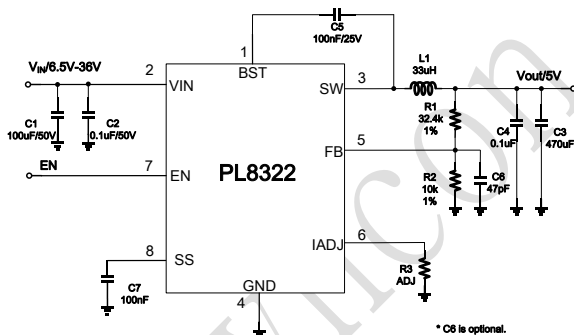 C5
100nF/25V
1
BST
L1
33uH
VIN/6.5V-36V
2
VIN
SW
3
Vout/5V
R1
32.4k
1%
C1
100uF/50V
C2
0.1uF/50V
C4
0.1uF
C3
470uF
FB
5
EN
7
EN
PL8322
R2
10k
1%
C6
47pF
IADJ
6
8
SS
R3
ADJ
C7
100nF
GND
4
* C6 is optional.